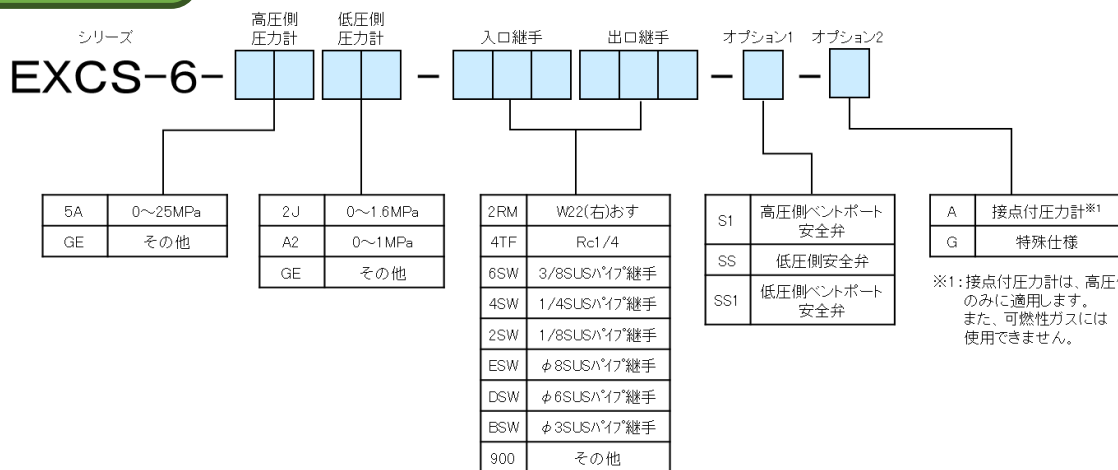 シリーズ
高圧側
圧力計
低圧側
圧力計
入口継手
出口継手
オプション1
オプション2
EXCS-6-
-
-
-
5A 0～25MPa
GE その他
2J 0～1.6MPa
A2 0～1MPa
GE その他
2RM W22(右)おす
4TF Rc1/4
6SW 3/8SUSパイプ継手
4SW 1/4SUSパイプ継手
2SW 1/8SUSパイプ継手
ESW φ8SUSパイプ継手
DSW φ6SUSパイプ継手
BSW φ3SUSパイプ継手
900 その他
S1 高圧側ベントポート
安全弁
SS 低圧側安全弁
SS1 低圧側ベントポート
安全弁
A 接点付圧力計※1
G 特殊仕様
※1：接点付圧力計は、高圧
のみに適用します。
また、可燃性ガスには
使用できません。